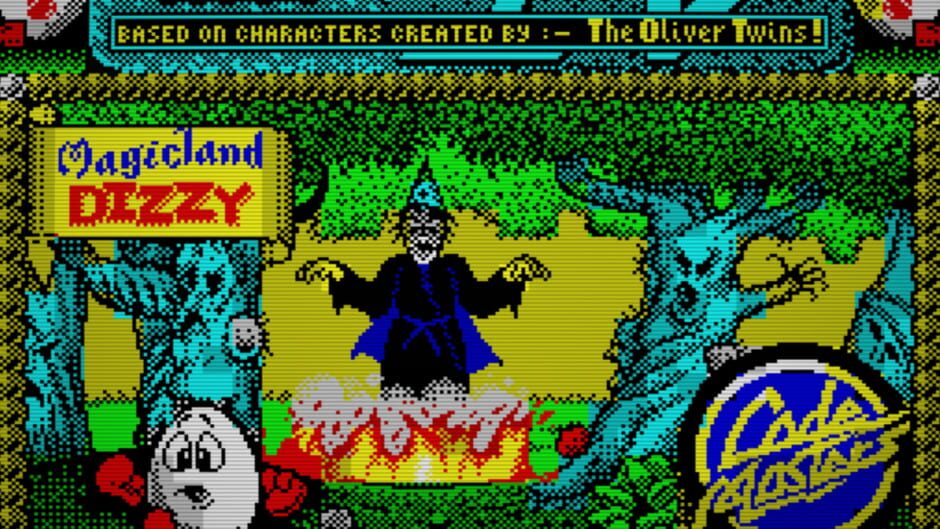 BASED ON CHARACTERS CREATED BY :- The Oliver Twins!
Magicland
DIZZY
Code
Masters